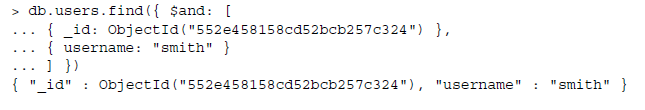 > db.users.find({ $and: [
... { _id: ObjectId("552e458158cd52bcb257c324") },
... { username: "smith" }
... ] })
{ "_id" : ObjectId("552e458158cd52bcb257c324"), "username" : "smith" }